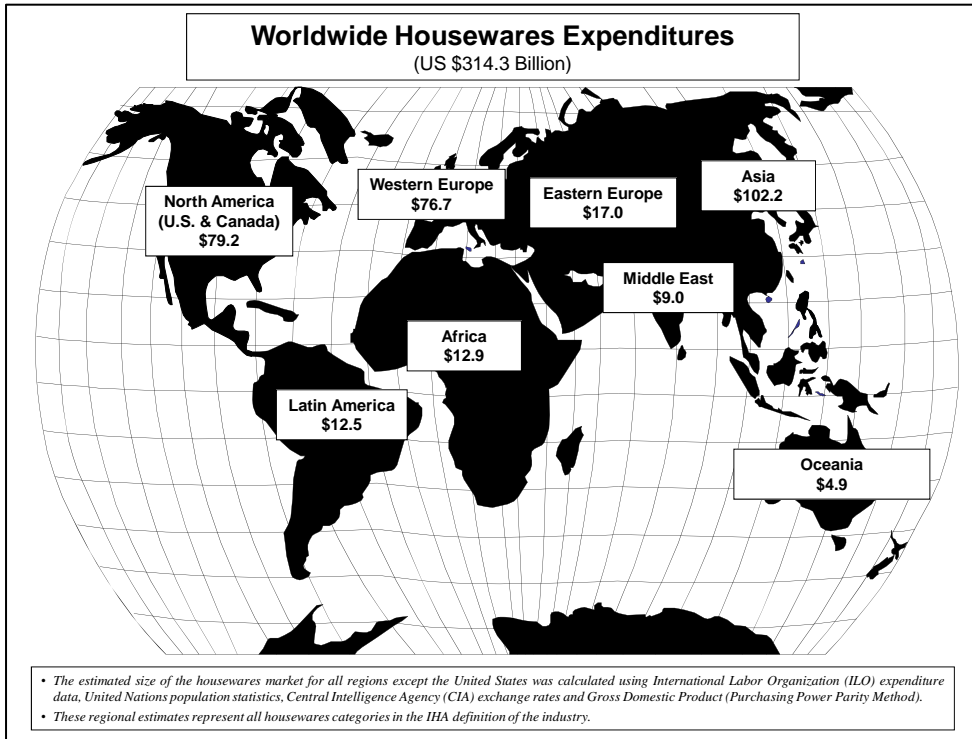 Worldwide Housewares Expenditures
(US $314.3 Billion)
North America
(U.S. & Canada)
$79.2
Western Europe
$76.7
Eastern Europe
$17.0
Asia
$102.2
Middle East
$9.0
Africa
$12.9
Latin America
$12.5
Oceania
$4.9
• The estimated size of the housewares market for all regions except the United States was calculated using International Labor Organization (ILO) expenditure
data, United Nations population statistics, Central Intelligence Agency (CIA) exchange rates and Gross Domestic Product (Purchasing Power Parity Method).
• These regional estimates represent all housewares categories in the IHA definition of the industry.